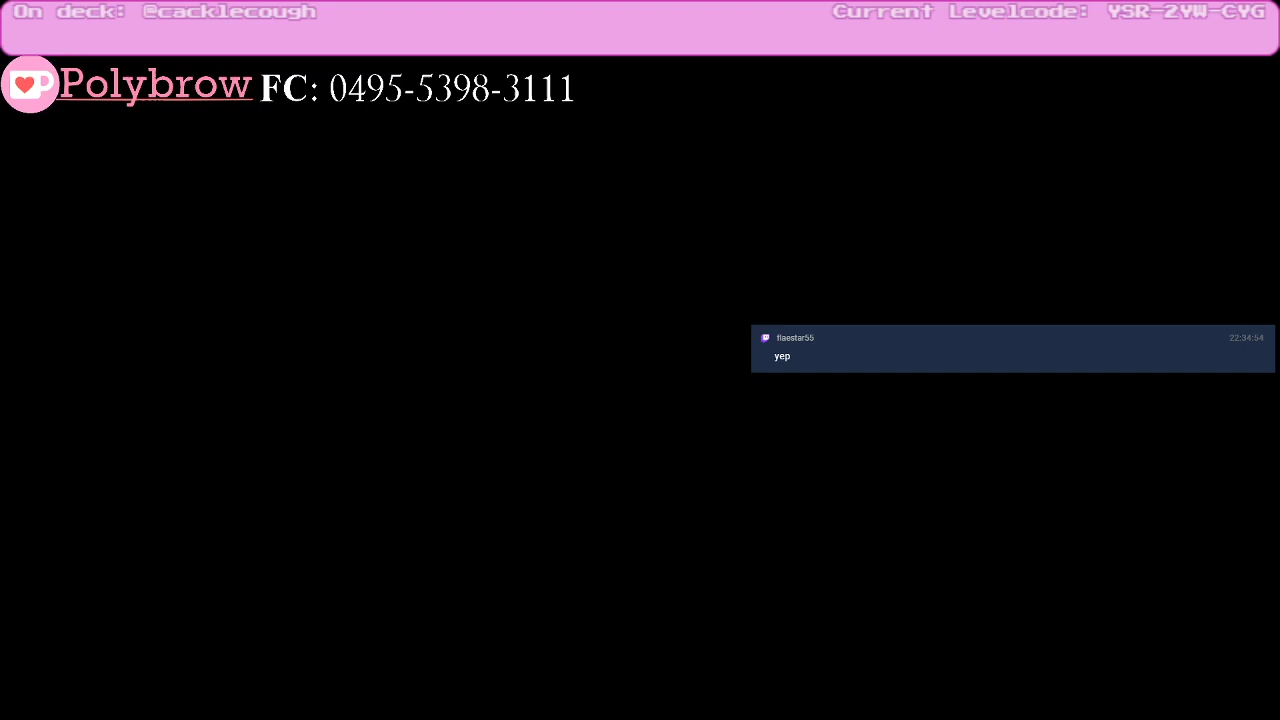 On deck: @cacklecough
Current Levelcode: YSR-2YW-CYG
Polybrow FC: 0495-5398-3111
flaestar55 22:34:54
yep